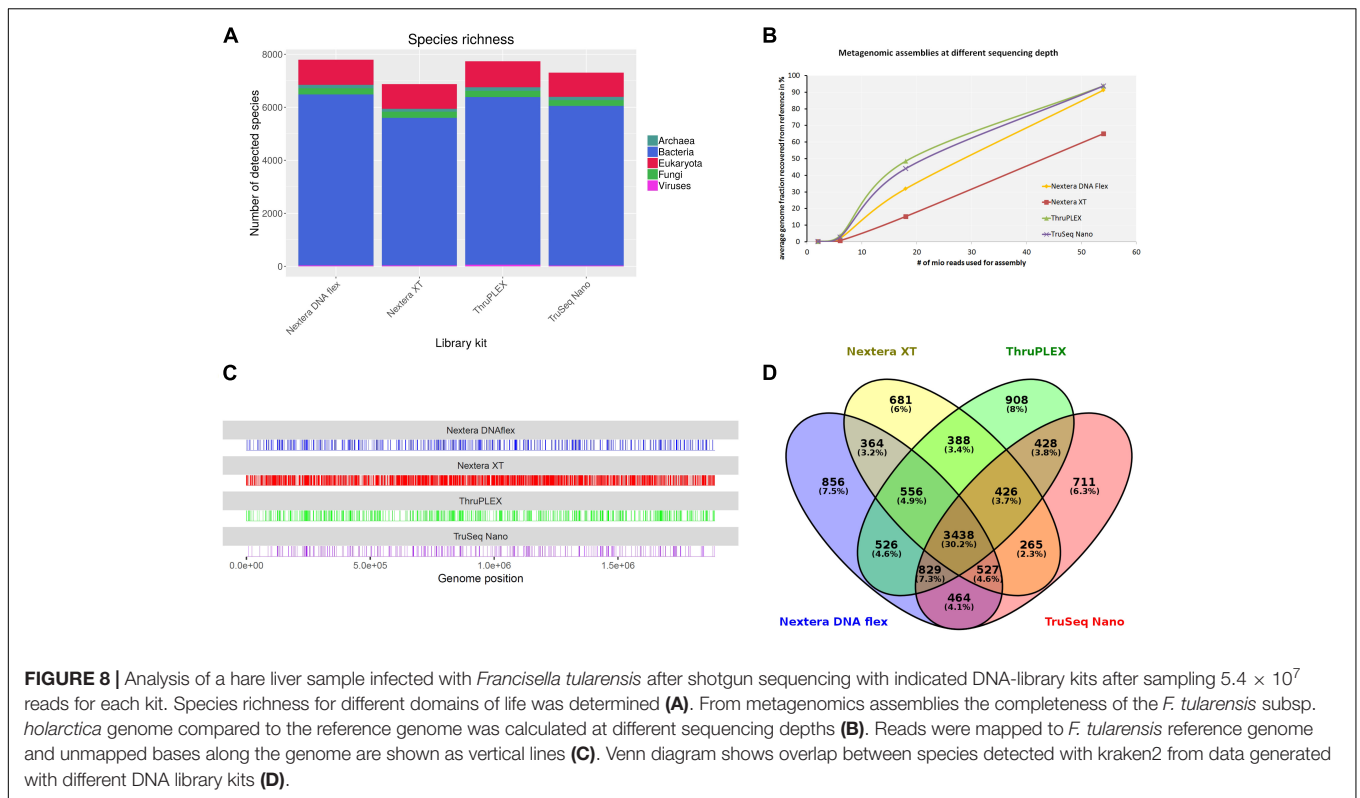 A
Species richness
8000
6000
4000
2000
0
Number of detected species
Nextera DNA flex
Nextera XT
ThruPLEX
TruSeq Nano
Library kit
Archaea
Bacteria
Eukaryota
Fungi
Viruses
B
Metagenomic assemblies at different sequencing depth
average genome fraction recovered from reference in %
100
90
80
70
60
50
40
30
20
10
0
0 10 20 30 40 50 60
# of mio reads used for assembly
Nextera DNA Flex
Nextera XT
ThruPLEX
TruSeq Nano
C
Nextera DNAflex
Nextera XT
ThruPLEX
TruSeq Nano
0.0e+00 5.0e+05 1.0e+06 1.5e+06
Genome position
D
Nextera XT ThruPLEX
681
(6%)
908
(8%)
364
(3.2%)
388
(3.4%)
428
(3.8%)
856
(7.5%)
556
(4.9%)
426
(3.7%)
711
(6.3%)
526
(4.6%)
3438
(30.2%)
265
(2.3%)
829
(7.3%)
527
(4.6%)
464
(4.1%)
Nextera DNA flex TruSeq Nano
FIGURE 8 | Analysis of a hare liver sample infected with Francisella tularensis after shotgun sequencing with indicated DNA-library kits after sampling 5.4 × 10⁷
reads for each kit. Species richness for different domains of life was determined (A). From metagenomics assemblies the completeness of the F. tularensis subsp.
holarctica genome compared to the reference genome was calculated at different sequencing depths (B). Reads were mapped to F. tularensis reference genome
and unmapped bases along the genome are shown as vertical lines (C). Venn diagram shows overlap between species detected with kraken2 from data generated
with different DNA library kits (D).